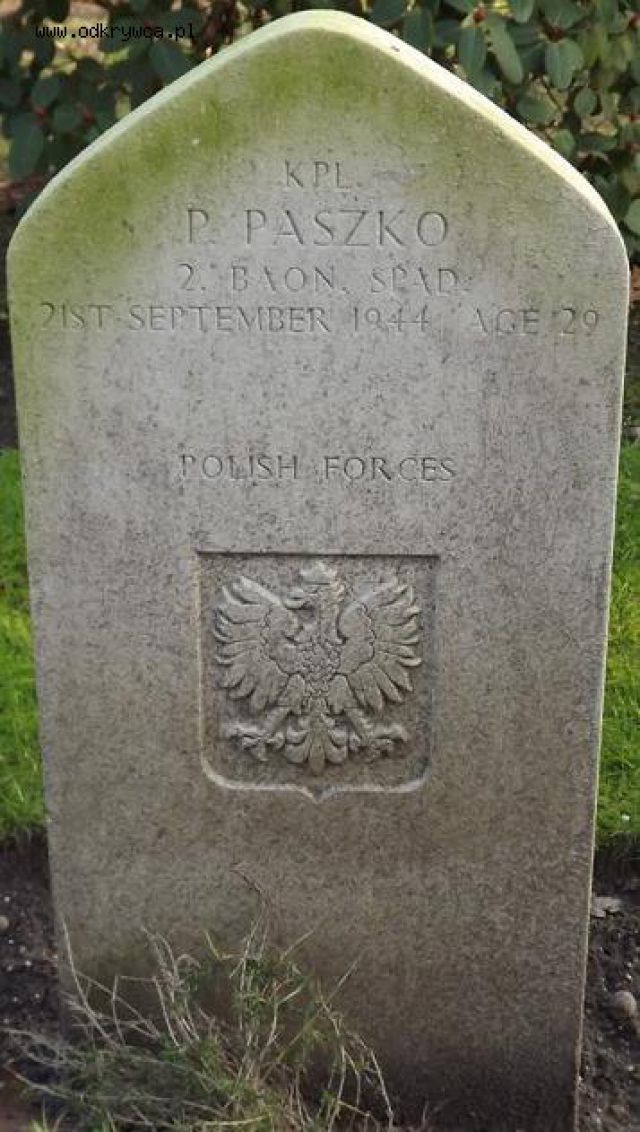 www.odkrywca.pl
KPL.
P. PASZKO
2. BAON. SPAD.
21ST SEPTEMBER 1944 AGE 29
POLISH FORCES